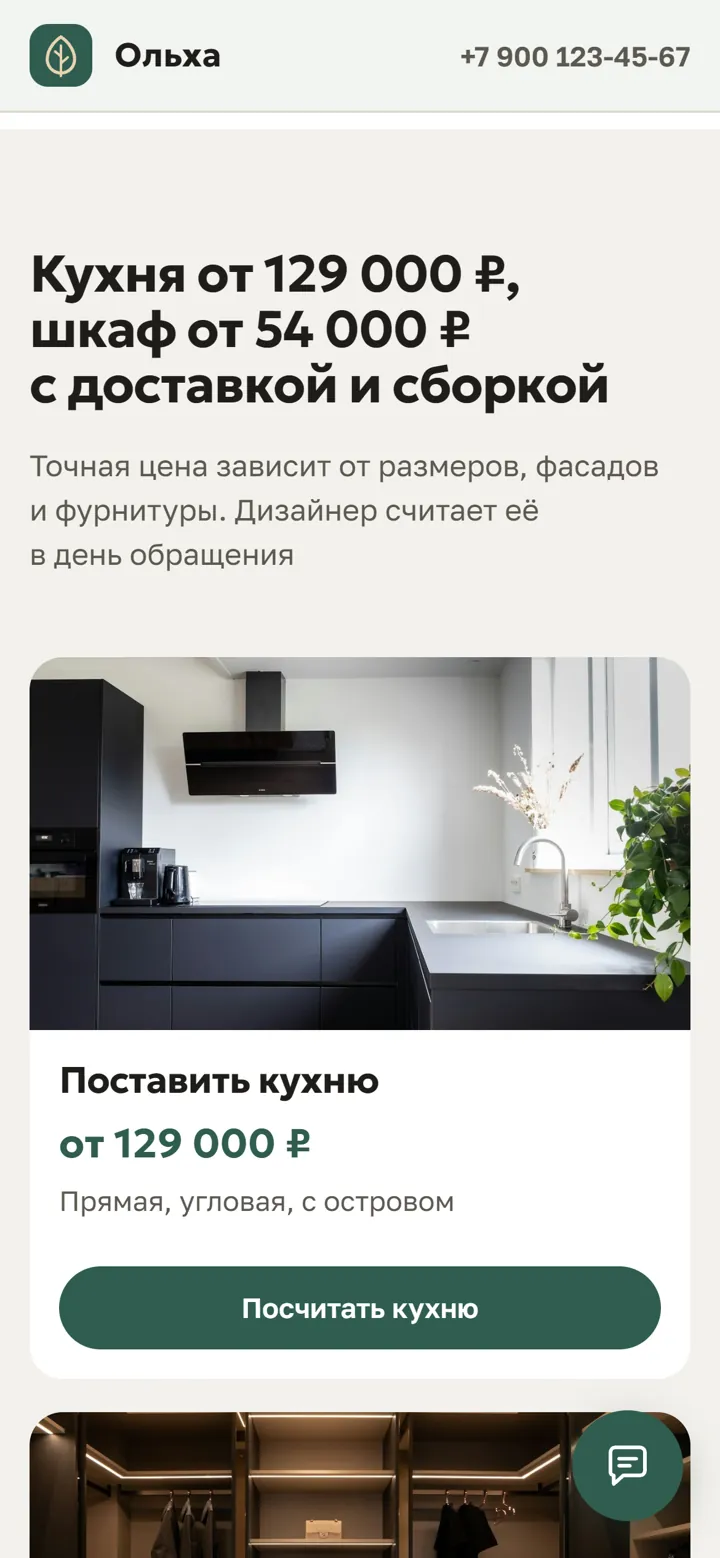 Ольха
+7 900 123-45-67
Кухня от 129 000 ₽,
шкаф от 54 000 ₽
с доставкой и сборкой
Точная цена зависит от размеров, фасадов
и фурнитуры. Дизайнер считает её
в день обращения
Поставить кухню
от 129 000 ₽
Прямая, угловая, с островом
Посчитать кухню